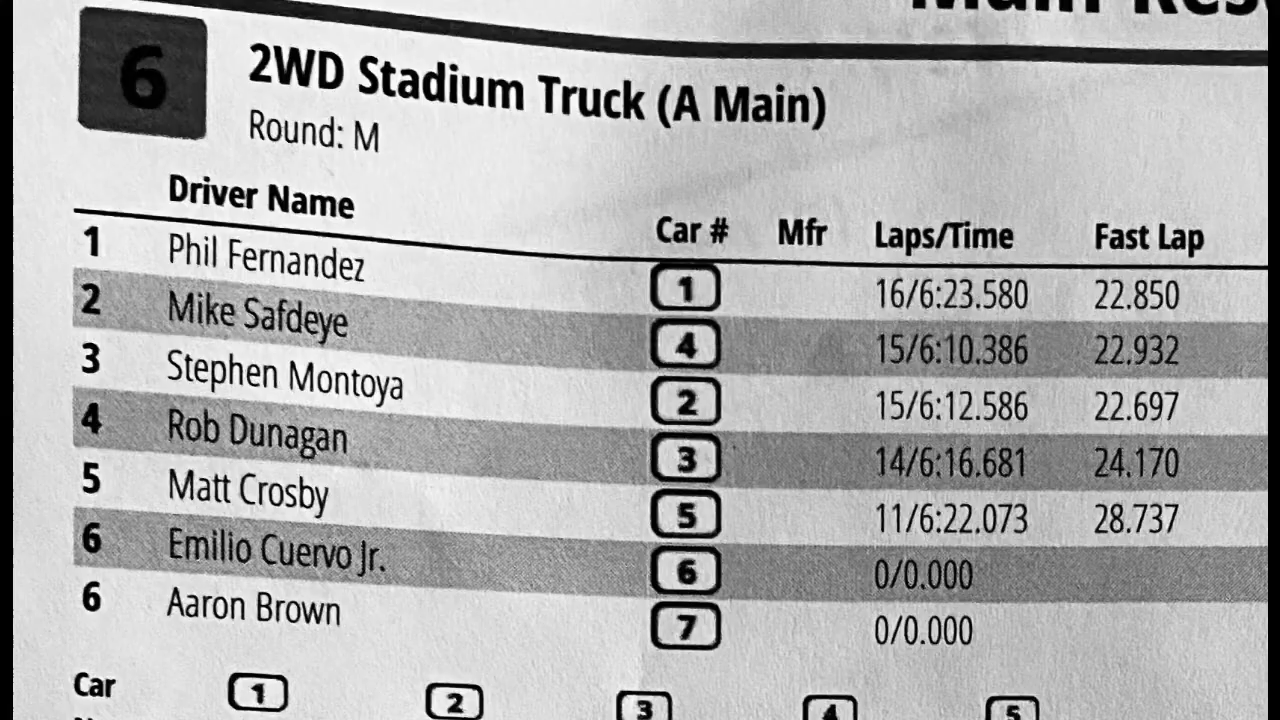 6
2WD Stadium Truck (A Main)
Round: M
Driver Name Car # Mfr Laps/Time Fast Lap
1 Phil Fernandez 1 16/6:23.580 22.850
2 Mike Safdeye 4 15/6:10.386 22.932
3 Stephen Montoya 2 15/6:12.586 22.697
4 Rob Dunagan 3 14/6:16.681 24.170
5 Matt Crosby 5 11/6:22.073 28.737
6 Emilio Cuervo Jr. 6 0/0.000
6 Aaron Brown 7 0/0.000
Car 1 2 3 4 5